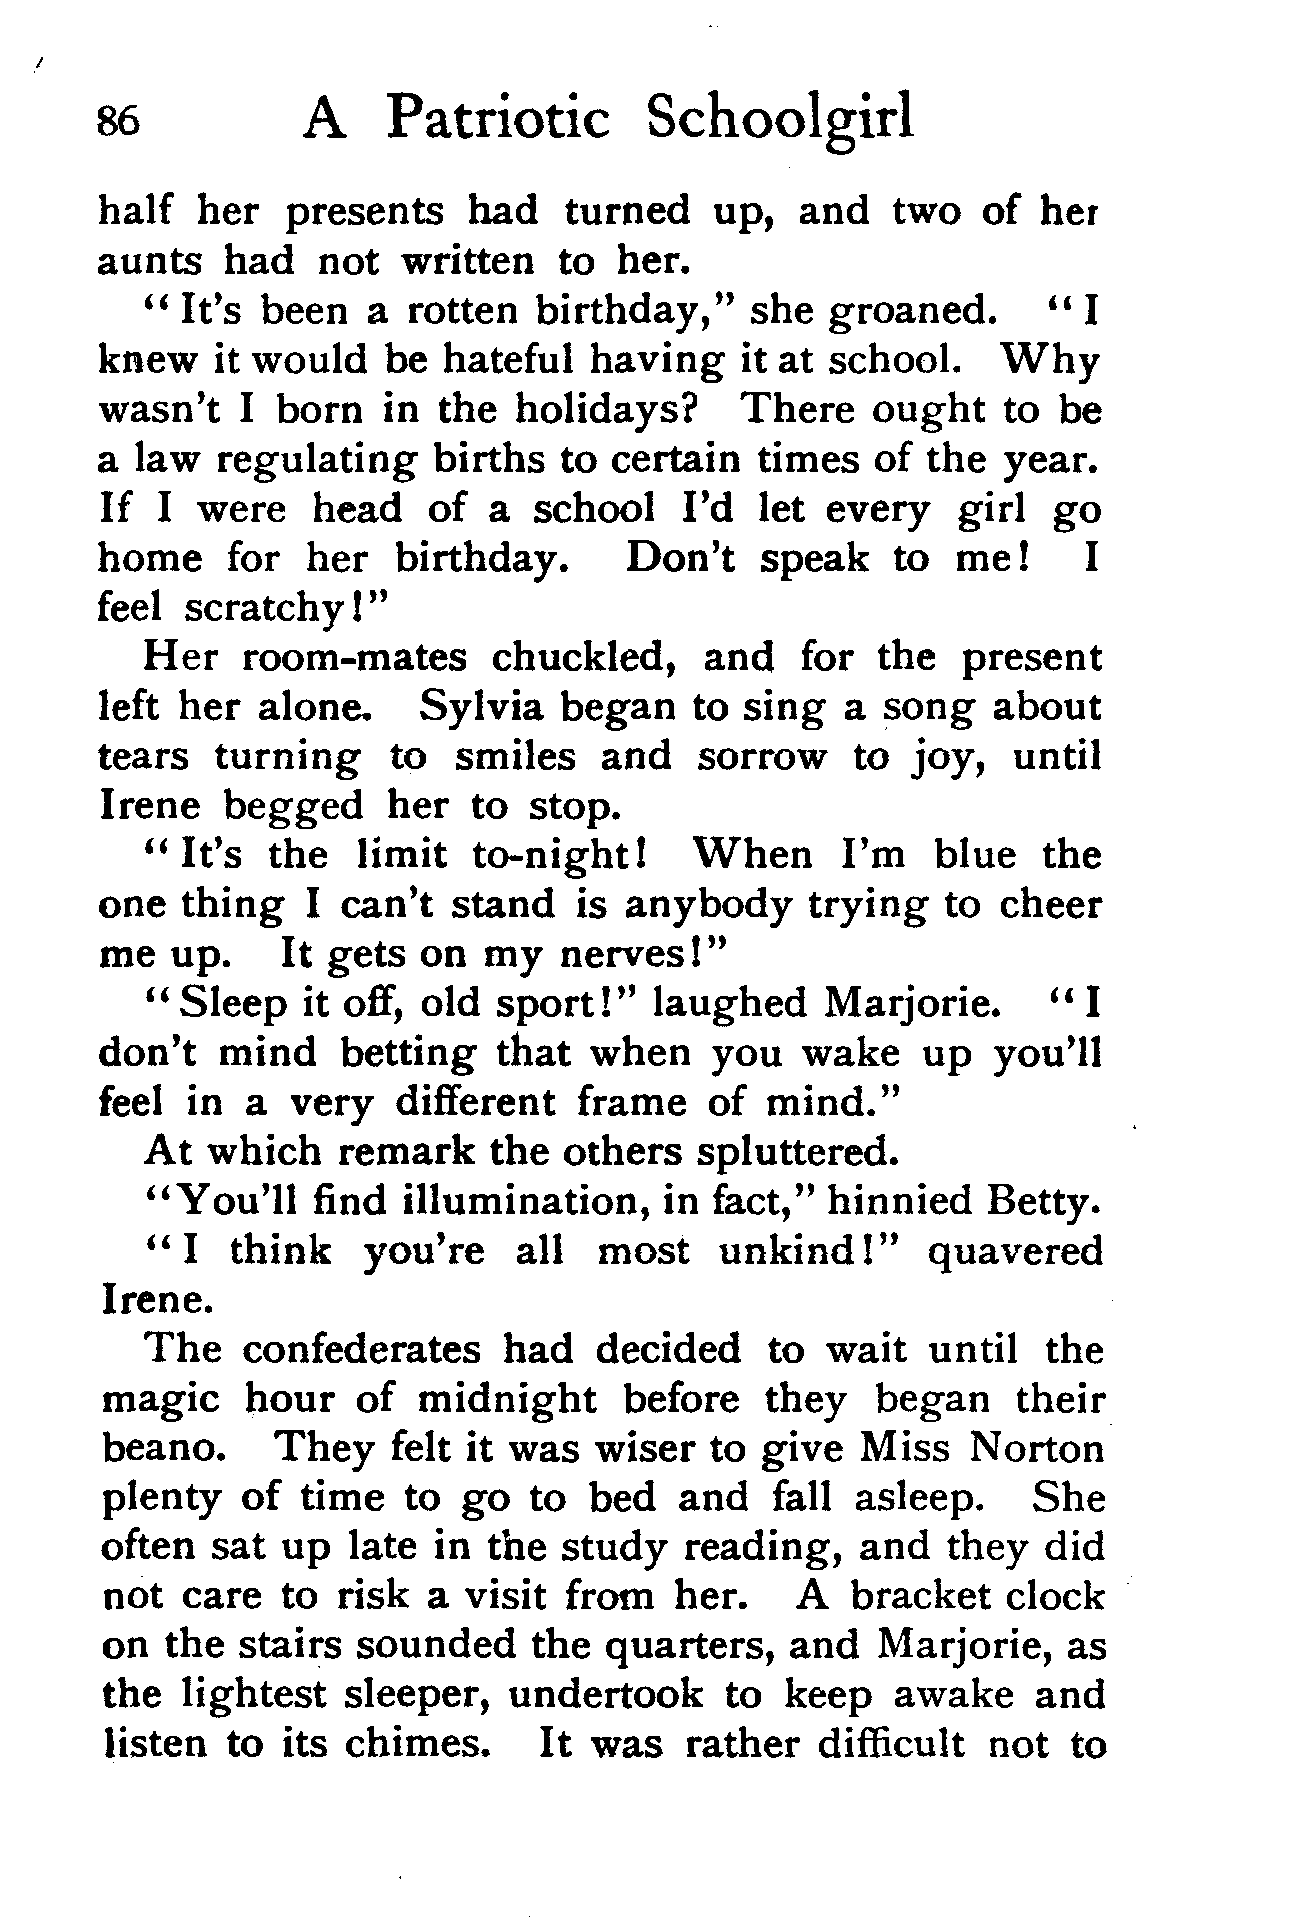 86 A Patriotic Schoolgirl
half her presents had turned up, and two of her
aunts had not written to her.
“It's been a rotten birthday,” she groaned. “I
knew it would be hateful having it at school. Why
wasn't I born in the holidays? There ought to be
a law regulating births to certain times of the year.
If I were head of a school I'd let every girl go
home for her birthday. Don't speak to me! I
feel scratchy!”
Her room-mates chuckled, and for the present
left her alone. Sylvia began to sing a song about
tears turning to smiles and sorrow to joy, until
Irene begged her to stop.
“It's the limit to-night! When I'm blue the
one thing I can't stand is anybody trying to cheer
me up. It gets on my nerves!”
“Sleep it off, old sport!” laughed Marjorie. “I
don't mind betting that when you wake up you'll
feel in a very different frame of mind.”
At which remark the others spluttered.
“You'll find illumination, in fact,” hinnied Betty.
“I think you're all most unkind!” quavered
Irene.
The confederates had decided to wait until the
magic hour of midnight before they began their
beano. They felt it was wiser to give Miss Norton
plenty of time to go to bed and fall asleep. She
often sat up late in the study reading, and they did
not care to risk a visit from her. A bracket clock
on the stairs sounded the quarters, and Marjorie, as
the lightest sleeper, undertook to keep awake and
listen to its chimes. It was rather difficult not to